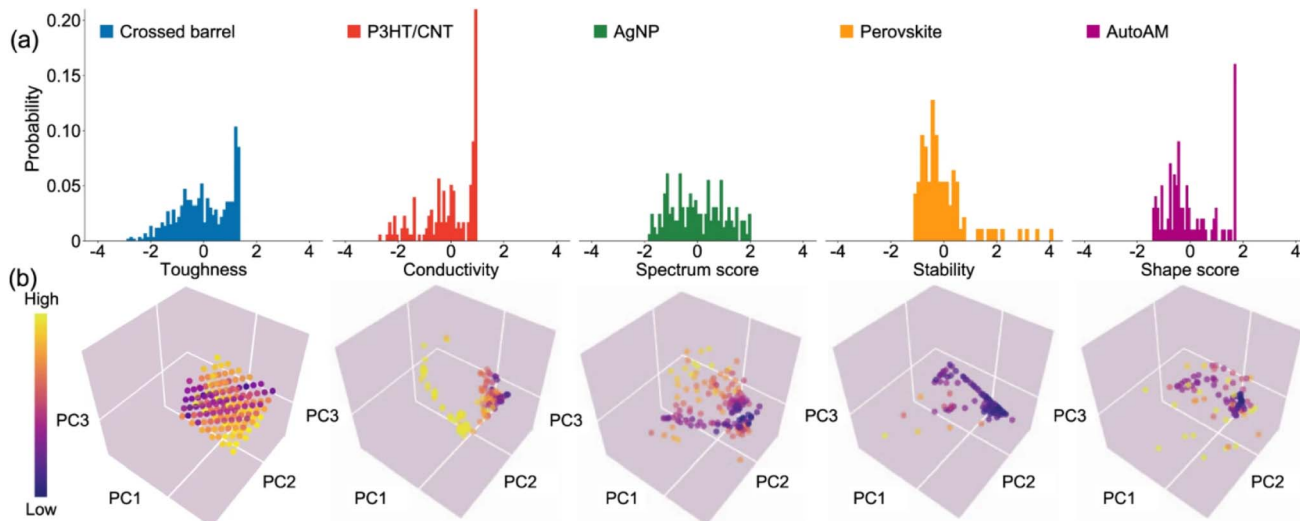 (a)
Probability
0.20
0.15
0.10
0.05
0
Crossed barrel
P3HT/CNT
AgNP
Perovskite
AutoAM
-4 -2 0 2 4
-4 -2 0 2 4
-4 -2 0 2 4
-4 -2 0 2 4
-4 -2 0 2 4
Toughness
Conductivity
Spectrum score
Stability
Shape score
(b)
High
Low
PC3 PC1 PC2
PC3 PC1 PC2
PC3 PC1 PC2
PC3 PC1 PC2
PC3 PC1 PC2